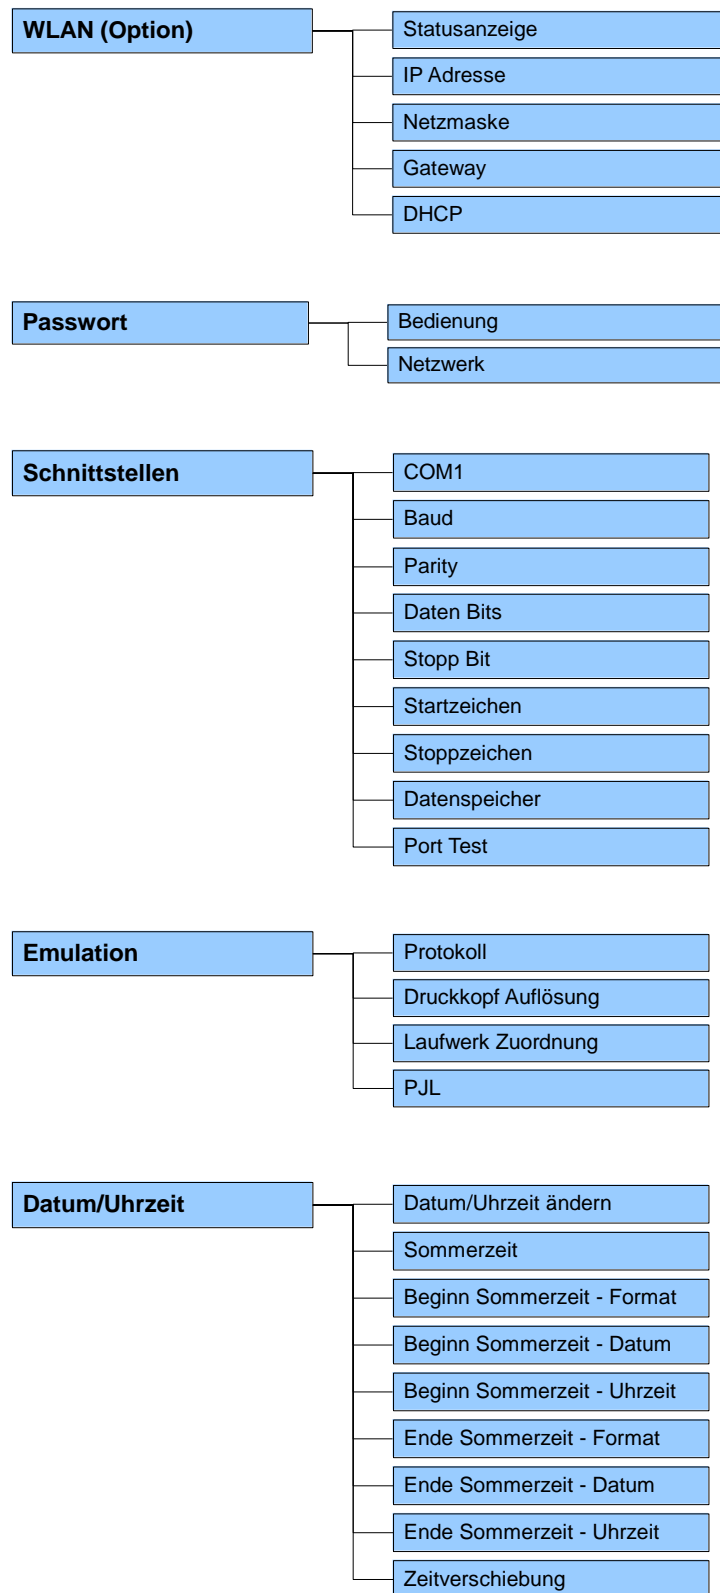 WLAN (Option)
Statusanzeige
IP Adresse
Netzmaske
Gateway
DHCP
Passwort
Bedienung
Netzwerk
Schnittstellen
COM1
Baud
Parity
Daten Bits
Stopp Bit
Startzeichen
Stoppzeichen
Datenspeicher
Port Test
Emulation
Protokoll
Druckkopf Auflösung
Laufwerk Zuordnung
PJL
Datum/Uhrzeit
Datum/Uhrzeit ändern
Sommerzeit
Beginn Sommerzeit - Format
Beginn Sommerzeit - Datum
Beginn Sommerzeit - Uhrzeit
Ende Sommerzeit - Format
Ende Sommerzeit - Datum
Ende Sommerzeit - Uhrzeit
Zeitverschiebung